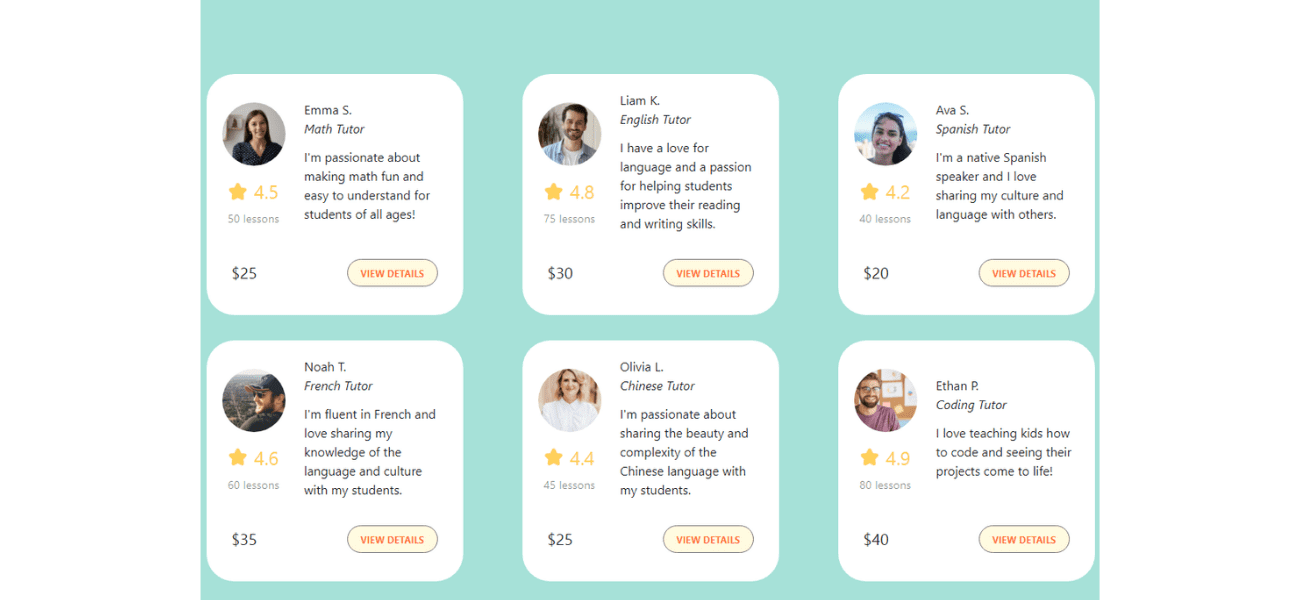 Emma S.
Math Tutor
I'm passionate about
making math fun and
easy to understand for
students of all ages!
4.5
50 lessons
$25
VIEW DETAILS
Liam K.
English Tutor
I have a love for
language and a passion
for helping students
improve their reading
and writing skills.
4.8
75 lessons
$30
VIEW DETAILS
Ava S.
Spanish Tutor
I'm a native Spanish
speaker and I love
sharing my culture and
language with others.
4.2
40 lessons
$20
VIEW DETAILS
Noah T.
French Tutor
I'm fluent in French and
love sharing my
knowledge of the
language and culture
with my students.
4.6
60 lessons
$35
VIEW DETAILS
Olivia L.
Chinese Tutor
I'm passionate about
sharing the beauty and
complexity of the
Chinese language with
my students.
4.4
45 lessons
$25
VIEW DETAILS
Ethan P.
Coding Tutor
I love teaching kids how
to code and seeing their
projects come to life!
4.9
80 lessons
$40
VIEW DETAILS